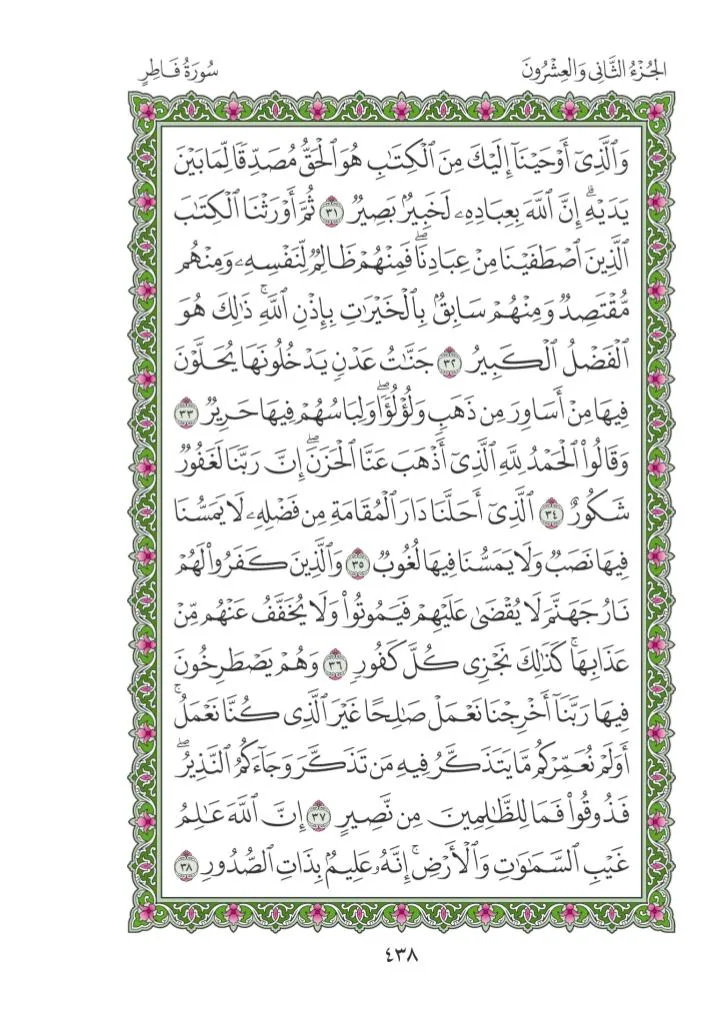 الجُزْءُ الثَّانِي وَالعِشْرُونَ
سُورَةُ فَاطِرٍ
وَٱلَّذِىٓ أَوۡحَيۡنَآ إِلَيۡكَ مِنَ ٱلۡكِتَٰبِ هُوَ ٱلۡحَقُّ مُصَدِّقٗا لِّمَا بَيۡنَ
يَدَيۡهِۗ إِنَّ ٱللَّهَ بِعِبَادِهِۦ لَخَبِيرُۢ بَصِيرٞ ٣١ ثُمَّ أَوۡرَثۡنَا ٱلۡكِتَٰبَ
ٱلَّذِينَ ٱصۡطَفَيۡنَا مِنۡ عِبَادِنَاۖ فَمِنۡهُمۡ ظَالِمٞ لِّنَفۡسِهِۦ وَمِنۡهُم
مُّقۡتَصِدٞ وَمِنۡهُمۡ سَابِقُۢ بِٱلۡخَيۡرَٰتِ بِإِذۡنِ ٱللَّهِۚ ذَٰلِكَ هُوَ
ٱلۡفَضۡلُ ٱلۡكَبِيرُ ٣٢ جَنَّٰتُ عَدۡنٖ يَدۡخُلُونَهَا يُحَلَّوۡنَ
فِيهَا مِنۡ أَسَاوِرَ مِن ذَهَبٖ وَلُؤۡلُؤٗاۖ وَلِبَاسُهُمۡ فِيهَا حَرِيرٞ ٣٣
وَقَالُواْ ٱلۡحَمۡدُ لِلَّهِ ٱلَّذِىٓ أَذۡهَبَ عَنَّا ٱلۡحَزَنَۖ إِنَّ رَبَّنَا لَغَفُورٞ
شَكُورٌ ٣٤ ٱلَّذِىٓ أَحَلَّنَا دَارَ ٱلۡمُقَامَةِ مِن فَضۡلِهِۦ لَا يَمَسُّنَا
فِيهَا نَصَبٞ وَلَا يَمَسُّنَا فِيهَا لُغُوبٞ ٣٥ وَٱلَّذِينَ كَفَرُواْ لَهُمۡ
نَارُ جَهَنَّمَ لَا يُقۡضَىٰ عَلَيۡهِمۡ فَيَمُوتُواْ وَلَا يُخَفَّفُ عَنۡهُم مِّنۡ
عَذَابِهَاۚ كَذَٰلِكَ نَجۡزِى كُلَّ كَفُورٖ ٣٦ وَهُمۡ يَصۡطَرِخُونَ
فِيهَا رَبَّنَآ أَخۡرِجۡنَا نَعۡمَلۡ صَٰلِحًا غَيۡرَ ٱلَّذِى كُنَّا نَعۡمَلُۚ
أَوَلَمۡ نُعَمِّرۡكُم مَّا يَتَذَكَّرُ فِيهِ مَن تَذَكَّرَ وَجَآءَكُمُ ٱلنَّذِيرُۖ
فَذُوقُواْ فَمَا لِلظَّٰلِمِينَ مِن نَّصِيرٍ ٣٧ إِنَّ ٱللَّهَ عَٰلِمُ
غَيۡبِ ٱلسَّمَٰوَٰتِ وَٱلۡأَرۡضِۚ إِنَّهُۥ عَلِيمُۢ بِذَاتِ ٱلصُّدُورِ ٣٨
٤٣٨